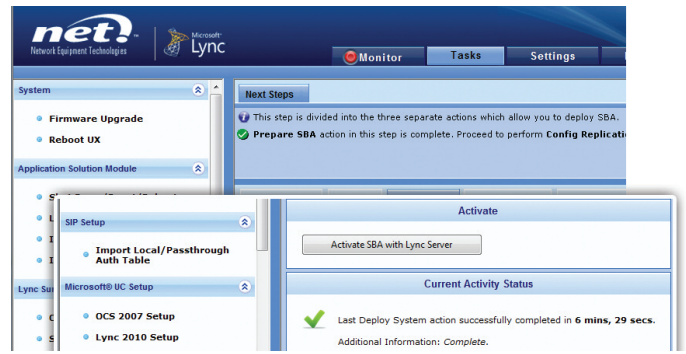 net!
Network Equipment Technologies
Microsoft®
Lync
Monitor
Tasks
Settings
System
Firmware Upgrade
Reboot UX
Application Solution Module
Next Steps
This step is divided into the three separate actions which allow you to deploy SBA.
Prepare SBA action in this step is complete. Proceed to perform Config
SIP Setup
Import Local/Passthrough
Auth Table
Lync
Microsoft® UC Setup
OCS 2007 Setup
Lync 2010 Setup
Activate
Activate SBA with Lync Server
Current Activity Status
Last Deploy System action successfully completed in 6 mins, 29 secs.
Additional Information: Complete.